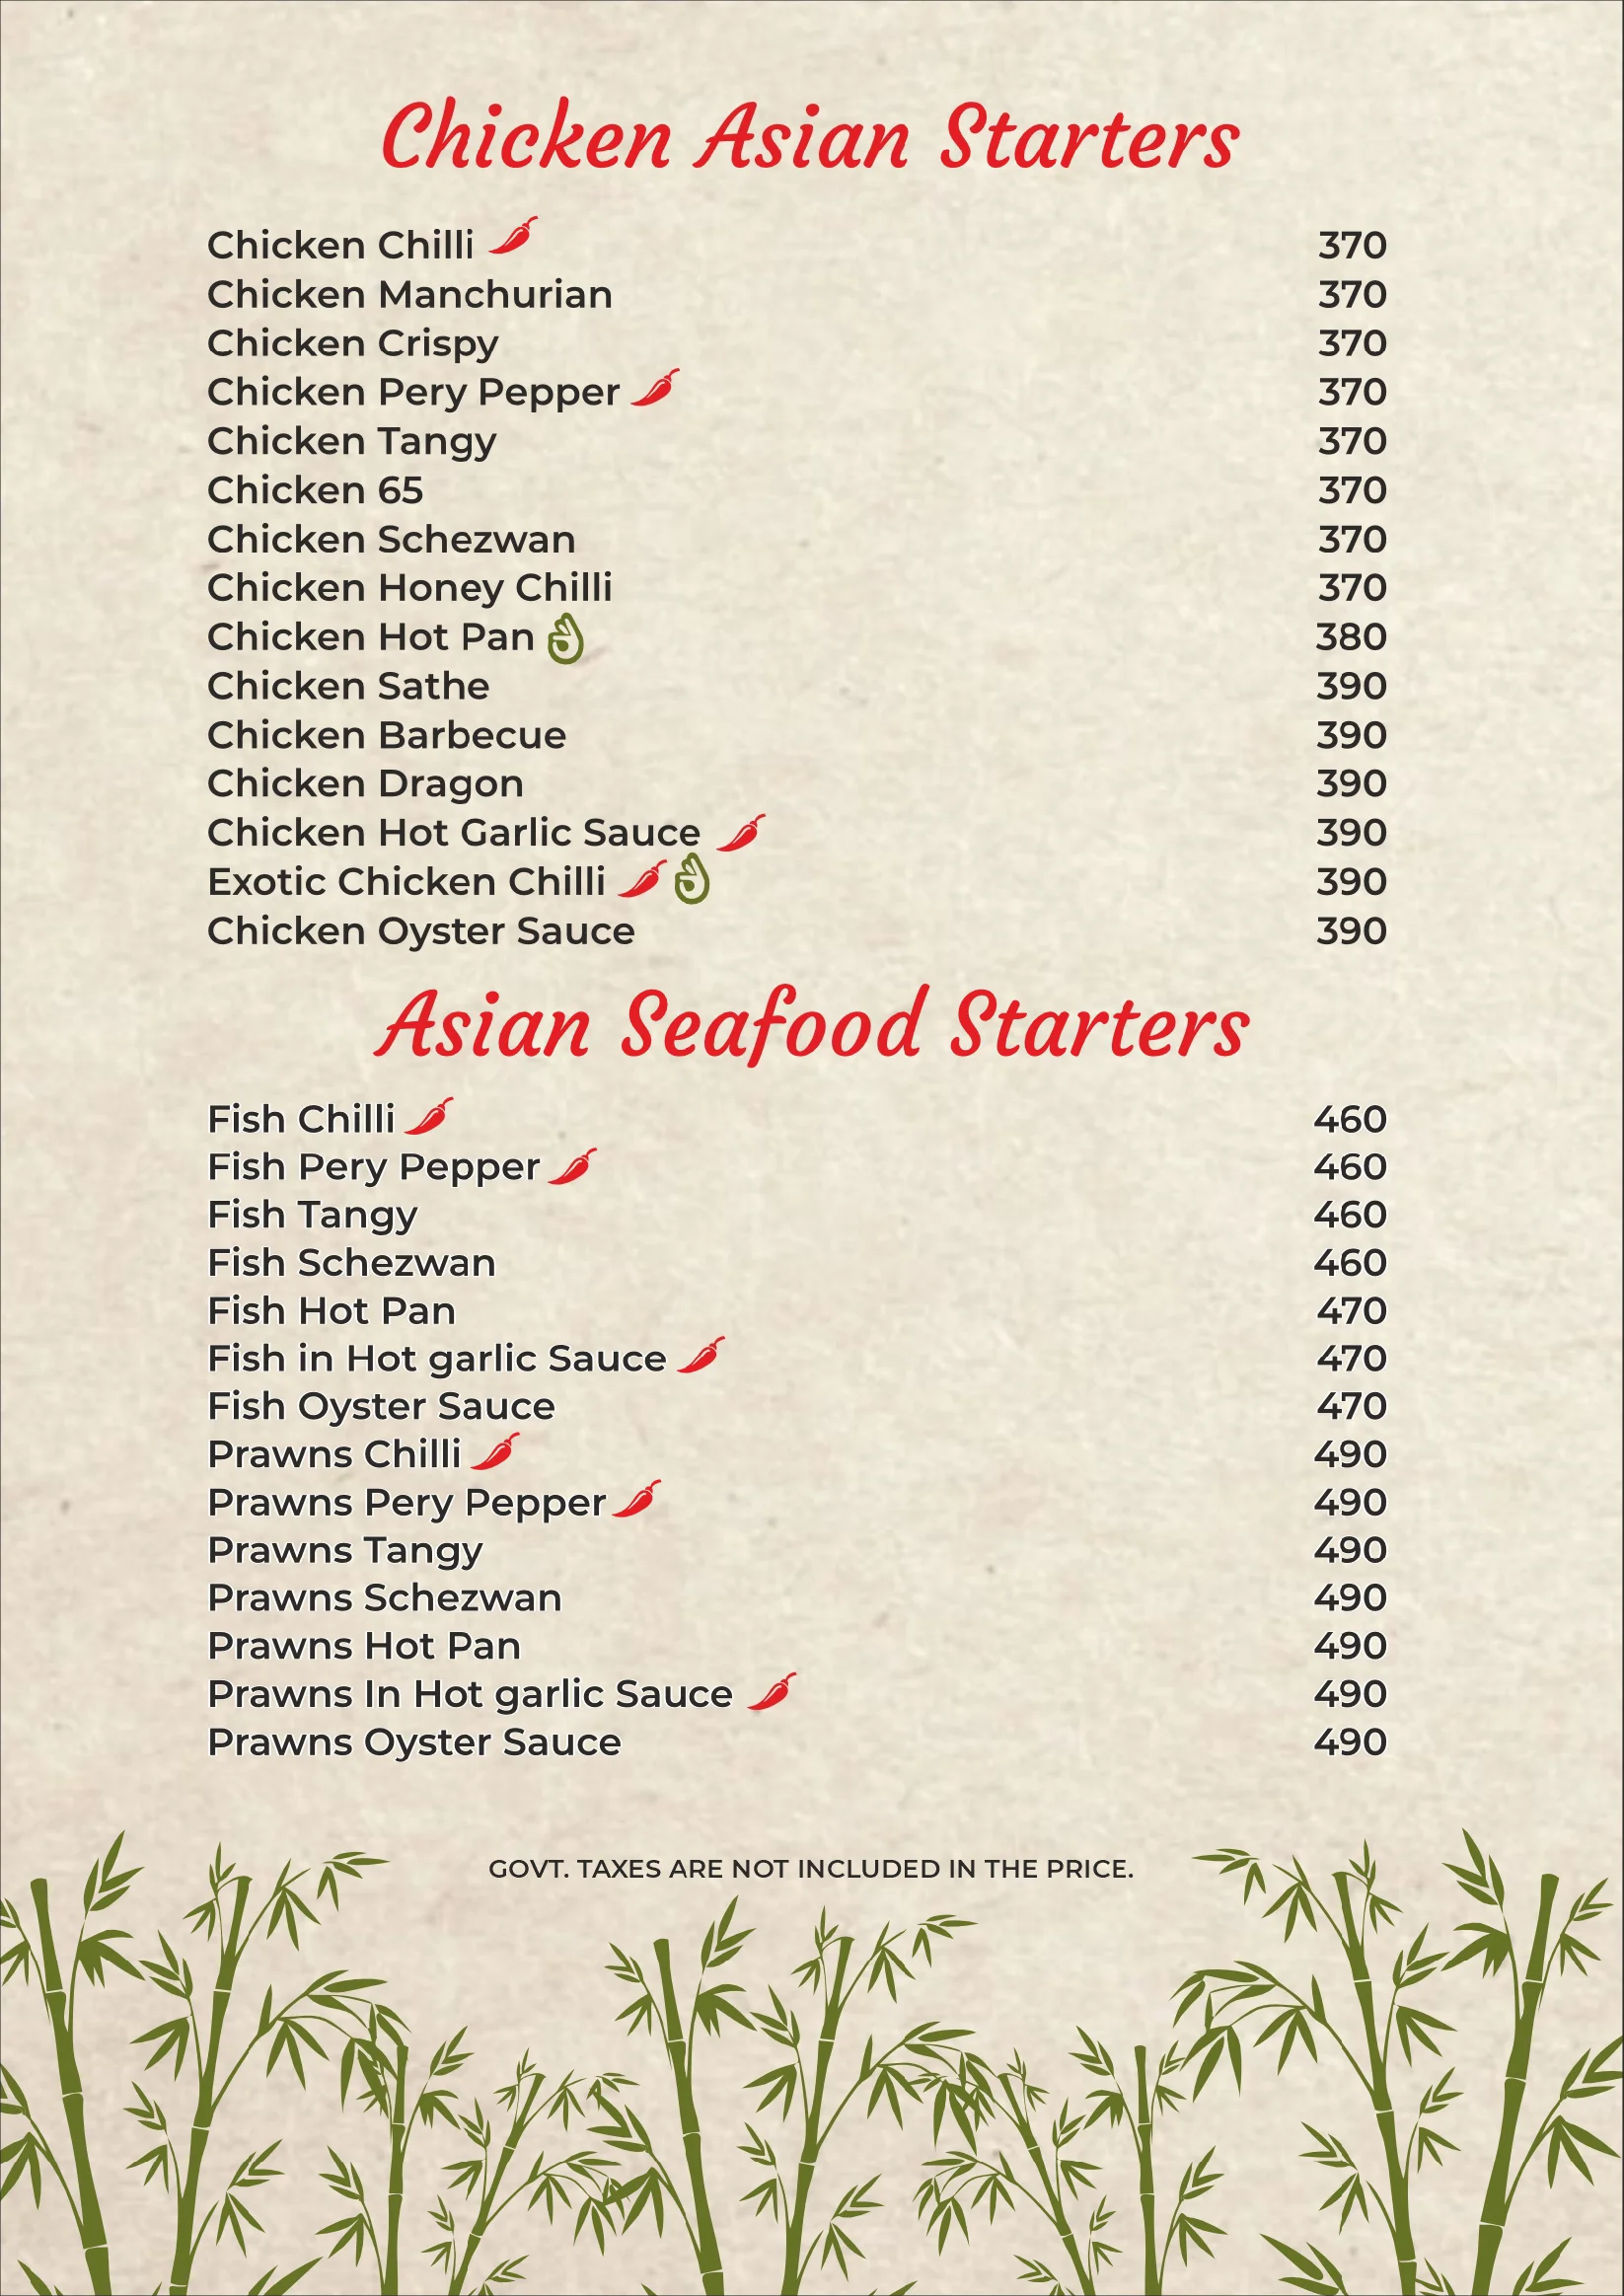 Chicken Asian Starters
Chicken Chilli 370
Chicken Manchurian 370
Chicken Crispy 370
Chicken Pery Pepper 370
Chicken Tangy 370
Chicken 65 370
Chicken Schezwan 370
Chicken Honey Chilli 370
Chicken Hot Pan 380
Chicken Sathe 390
Chicken Barbecue 390
Chicken Dragon 390
Chicken Hot Garlic Sauce 390
Exotic Chicken Chilli 390
Chicken Oyster Sauce 390
Asian Seafood Starters
Fish Chilli 460
Fish Pery Pepper 460
Fish Tangy 460
Fish Schezwan 460
Fish Hot Pan 470
Fish in Hot garlic Sauce 470
Fish Oyster Sauce 470
Prawns Chilli 490
Prawns Pery Pepper 490
Prawns Tangy 490
Prawns Schezwan 490
Prawns Hot Pan 490
Prawns In Hot garlic Sauce 490
Prawns Oyster Sauce 490
GOVT. TAXES ARE NOT INCLUDED IN THE PRICE.